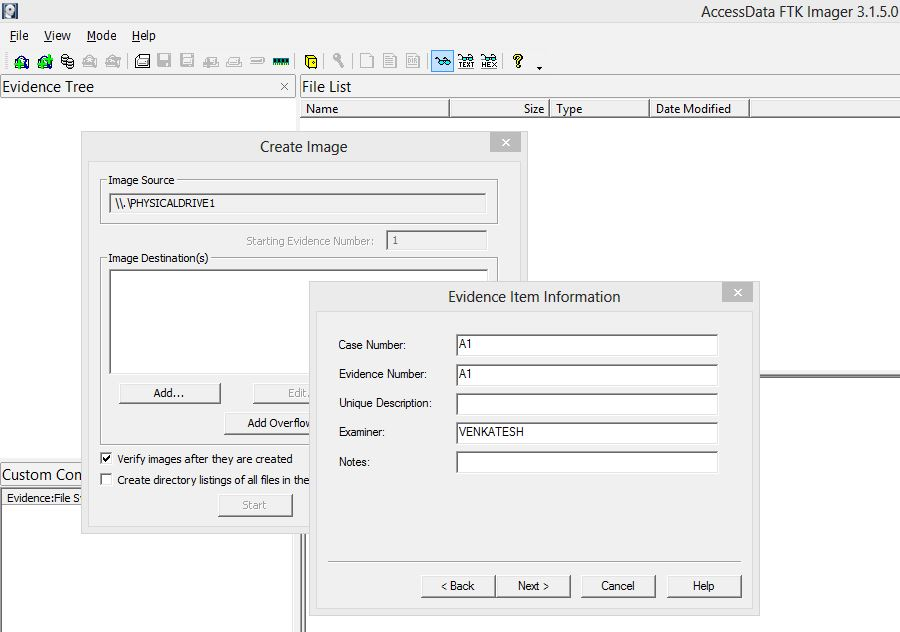 AccessData FTK Imager 3.1.5.0
File View Mode Help
TEXT HEX
Evidence Tree
File List
Name Size Type Date Modified
Create Image
Image Source
\\.\PHYSICALDRIVE1
Starting Evidence Number: 1
Image Destination(s)
Add...
Edit.
Add Overflow
Verify images after they are created
Create directory listings of all files in the
Start
Custom Con
Evidence:File S
Evidence Item Information
Case Number: A1
Evidence Number: A1
Unique Description:
Examiner: VENKATESH
Notes:
< Back Next > Cancel Help